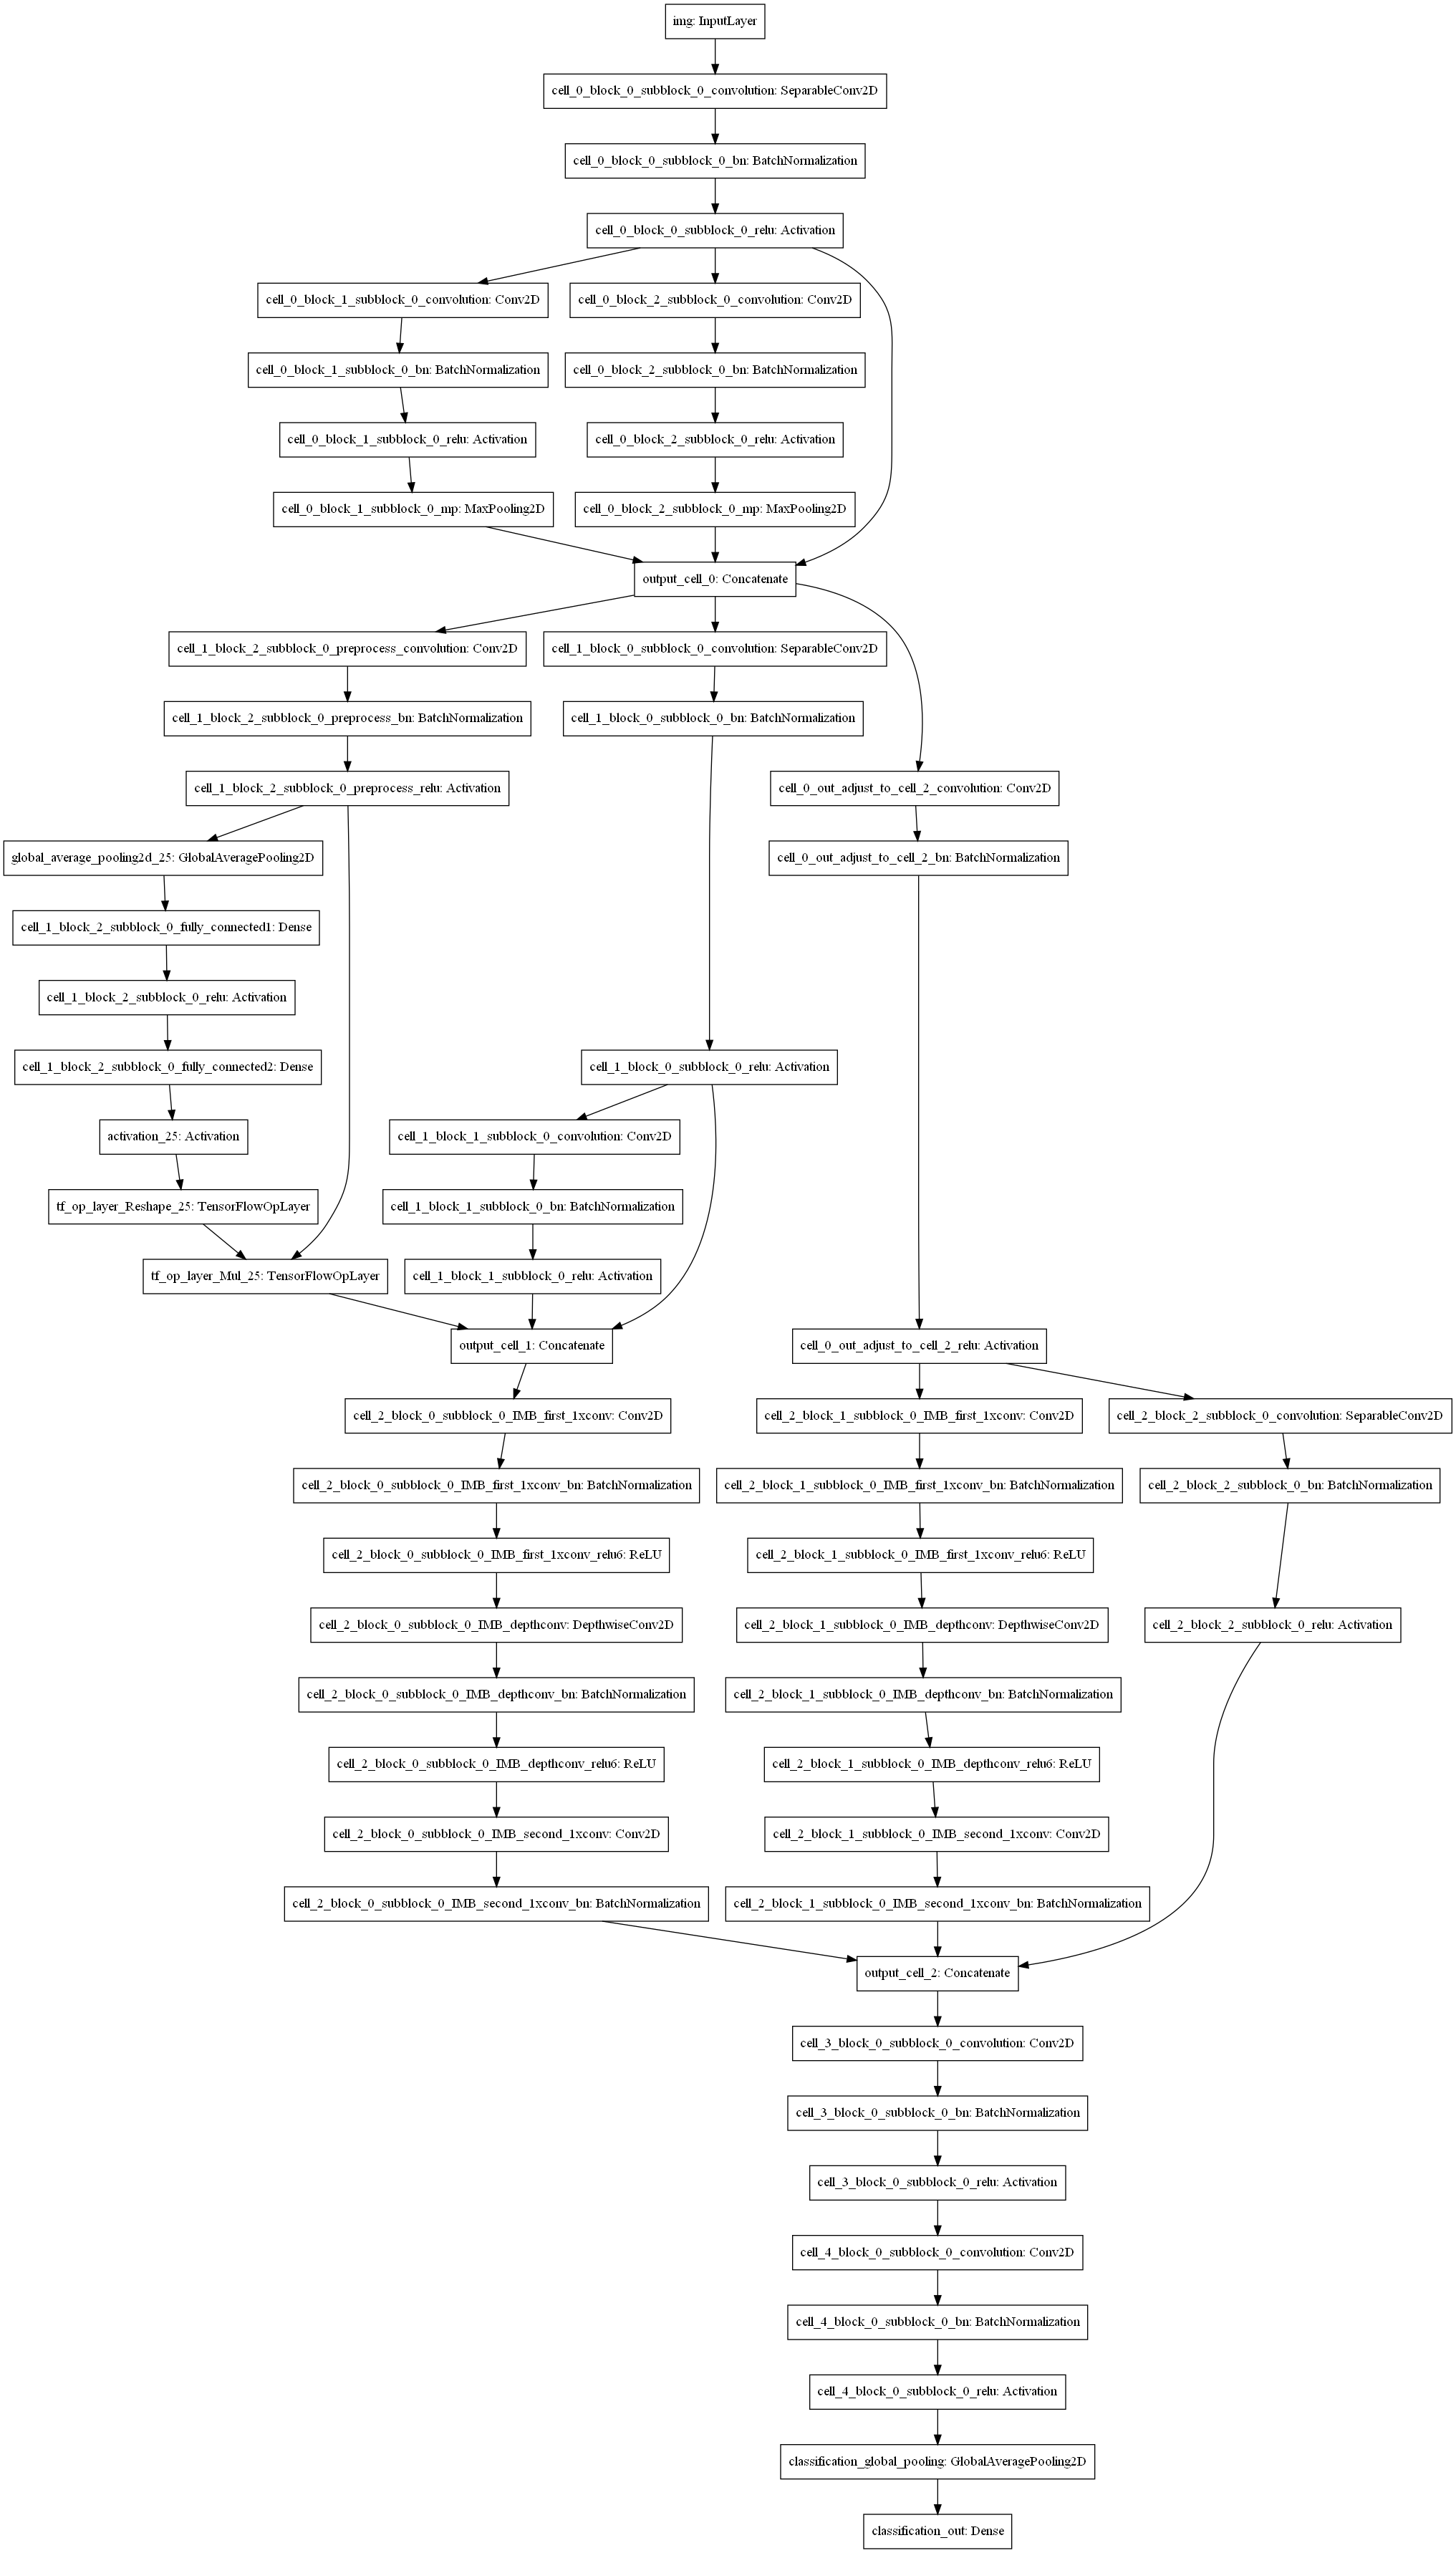 img: InputLayer
cell_0_block_0_subblock_0_convolution: SeparableConv2D
cell_0_block_0_subblock_0_bn: BatchNormalization
cell_0_block_0_subblock_0_relu: Activation
cell_0_block_1_subblock_0_convolution: Conv2D
cell_0_block_2_subblock_0_convolution: Conv2D
cell_0_block_1_subblock_0_bn: BatchNormalization
cell_0_block_2_subblock_0_bn: BatchNormalization
cell_0_block_1_subblock_0_relu: Activation
cell_0_block_2_subblock_0_relu: Activation
cell_0_block_1_subblock_0_mp: MaxPooling2D
cell_0_block_2_subblock_0_mp: MaxPooling2D
output_cell_0: Concatenate
cell_1_block_2_subblock_0_preprocess_convolution: Conv2D
cell_1_block_0_subblock_0_convolution: SeparableConv2D
cell_1_block_2_subblock_0_preprocess_bn: BatchNormalization
cell_1_block_0_subblock_0_bn: BatchNormalization
cell_1_block_2_subblock_0_preprocess_relu: Activation
cell_0_out_adjust_to_cell_2_convolution: Conv2D
global_average_pooling2d_25: GlobalAveragePooling2D
cell_0_out_adjust_to_cell_2_bn: BatchNormalization
cell_1_block_2_subblock_0_fully_connected1: Dense
cell_1_block_2_subblock_0_relu: Activation
cell_1_block_2_subblock_0_fully_connected2: Dense
cell_1_block_0_subblock_0_relu: Activation
activation_25: Activation
cell_1_block_1_subblock_0_convolution: Conv2D
tf_op_layer_Reshape_25: TensorFlowOpLayer
cell_1_block_1_subblock_0_bn: BatchNormalization
tf_op_layer_Mul_25: TensorFlowOpLayer
cell_1_block_1_subblock_0_relu: Activation
output_cell_1: Concatenate
cell_0_out_adjust_to_cell_2_relu: Activation
cell_2_block_0_subblock_0_IMB_first_1xconv: Conv2D
cell_2_block_1_subblock_0_IMB_first_1xconv: Conv2D
cell_2_block_2_subblock_0_convolution: SeparableConv2D
cell_2_block_0_subblock_0_IMB_first_1xconv_bn: BatchNormalization
cell_2_block_1_subblock_0_IMB_first_1xconv_bn: BatchNormalization
cell_2_block_2_subblock_0_bn: BatchNormalization
cell_2_block_0_subblock_0_IMB_first_1xconv_relu6: ReLU
cell_2_block_1_subblock_0_IMB_first_1xconv_relu6: ReLU
cell_2_block_0_subblock_0_IMB_depthconv: DepthwiseConv2D
cell_2_block_1_subblock_0_IMB_depthconv: DepthwiseConv2D
cell_2_block_2_subblock_0_relu: Activation
cell_2_block_0_subblock_0_IMB_depthconv_bn: BatchNormalization
cell_2_block_1_subblock_0_IMB_depthconv_bn: BatchNormalization
cell_2_block_0_subblock_0_IMB_depthconv_relu6: ReLU
cell_2_block_1_subblock_0_IMB_depthconv_relu6: ReLU
cell_2_block_0_subblock_0_IMB_second_1xconv: Conv2D
cell_2_block_1_subblock_0_IMB_second_1xconv: Conv2D
cell_2_block_0_subblock_0_IMB_second_1xconv_bn: BatchNormalization
cell_2_block_1_subblock_0_IMB_second_1xconv_bn: BatchNormalization
output_cell_2: Concatenate
cell_3_block_0_subblock_0_convolution: Conv2D
cell_3_block_0_subblock_0_bn: BatchNormalization
cell_3_block_0_subblock_0_relu: Activation
cell_4_block_0_subblock_0_convolution: Conv2D
cell_4_block_0_subblock_0_bn: BatchNormalization
cell_4_block_0_subblock_0_relu: Activation
classification_global_pooling: GlobalAveragePooling2D
classification_out: Dense